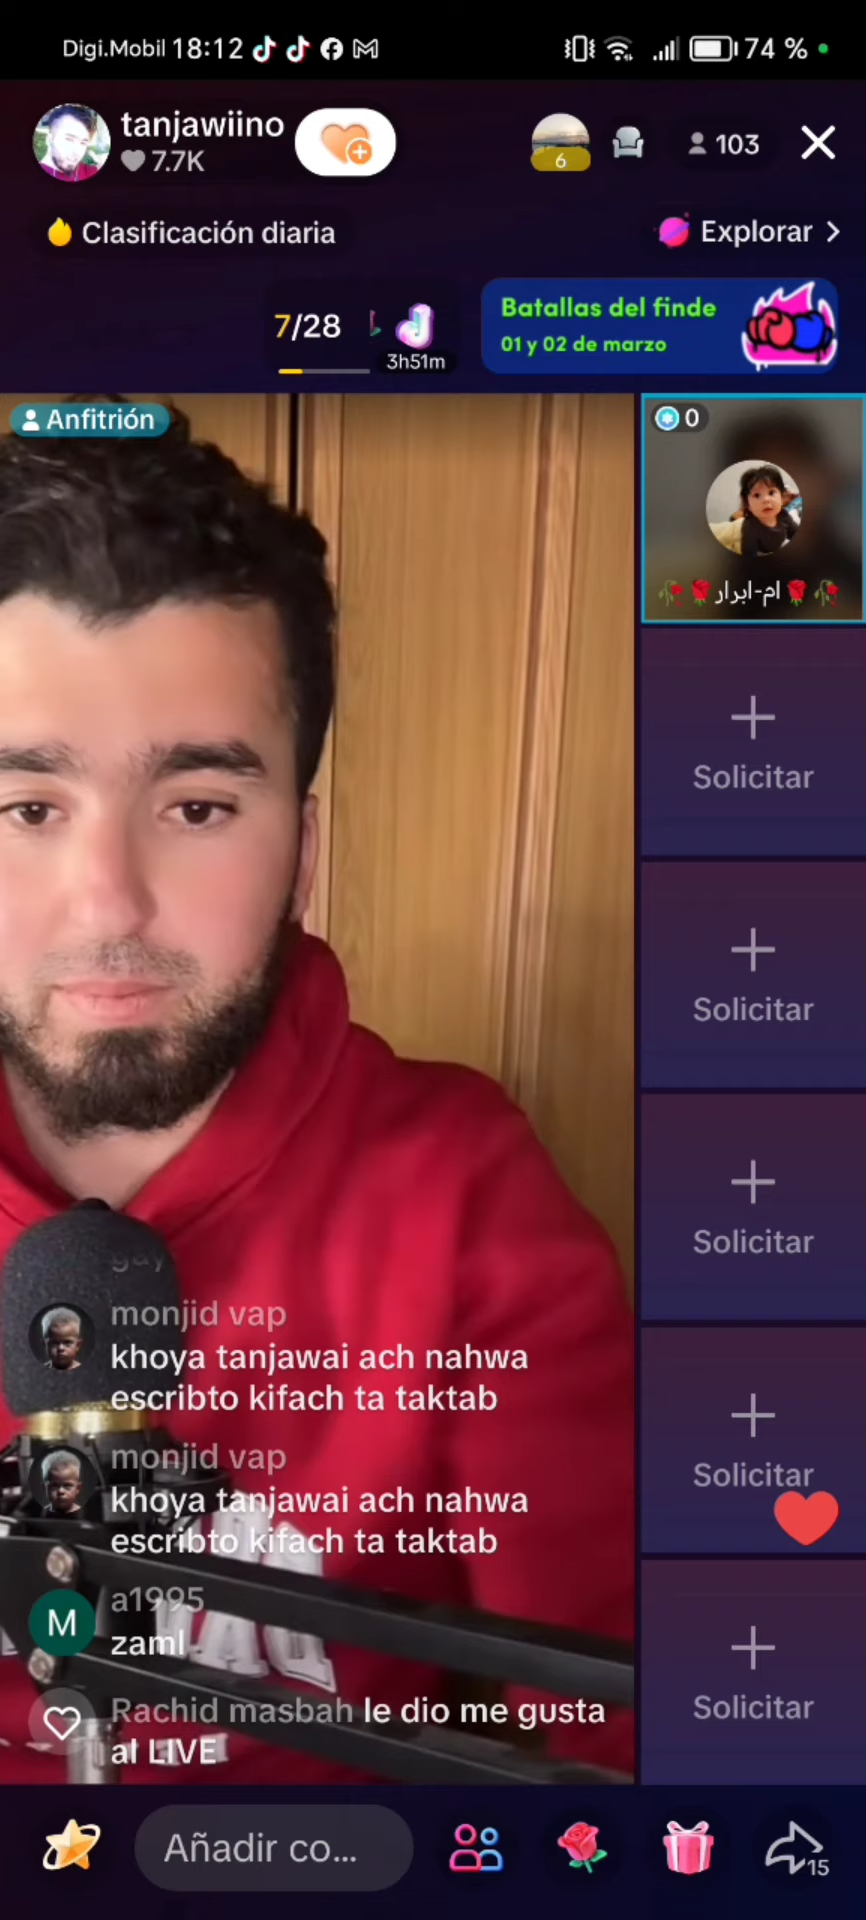 Digi.Mobil 18:12
74 %
tanjawiino
7.7K
6
103
Clasificación diaria
Explorar >
7/28
3h51m
Batallas del finde
01 y 02 de marzo
Anfitrión
0
ام-ابرار
Solicitar
Solicitar
Solicitar
Solicitar
Solicitar
gay
monjid vap
khoya tanjawai ach nahwa
escribto kifach ta taktab
monjid vap
khoya tanjawai ach nahwa
escribto kifach ta taktab
M
a1995
zaml
Rachid masbah le dio me gusta
al LIVE
Añadir co...
15